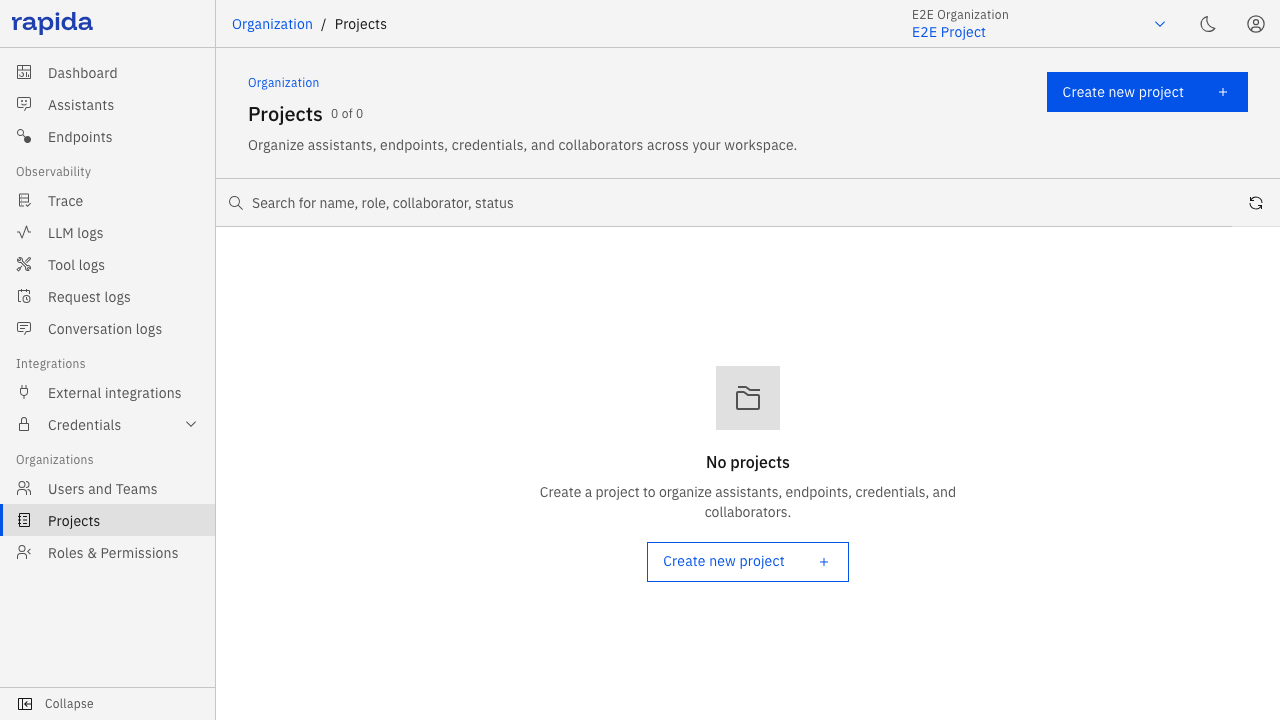 rapida
Organization / Projects
E2E Organization
E2E Project
Dashboard
Assistants
Endpoints
Observability
Trace
LLM logs
Tool logs
Request logs
Conversation logs
Integrations
External integrations
Credentials
Organizations
Users and Teams
Projects
Roles & Permissions
Collapse
Organization
Projects 0 of 0
Organize assistants, endpoints, credentials, and collaborators across your workspace.
Create new project +
Search for name, role, collaborator, status
No projects
Create a project to organize assistants, endpoints, credentials, and
collaborators.
Create new project +